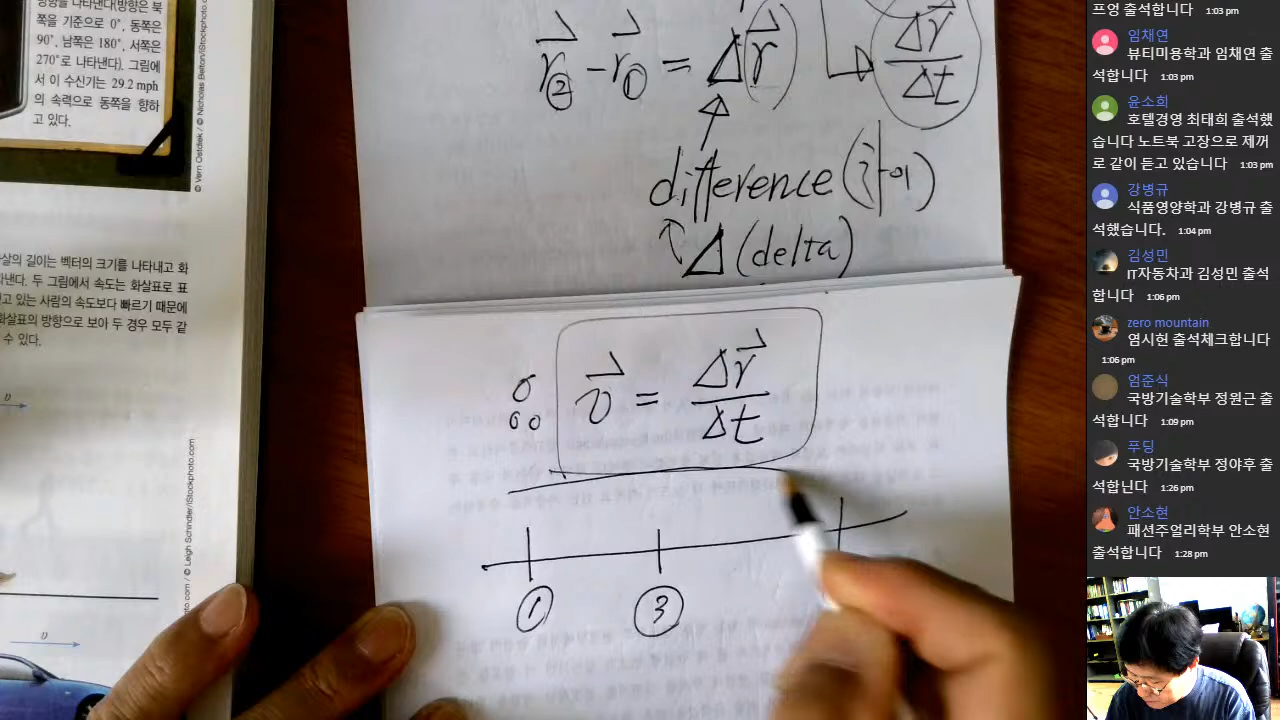 향을 나타낸다(방향은 북
쪽을 기준으로 0°, 동쪽은
90°, 남쪽은 180°, 서쪽은
270°로 나타낸다). 그림에
서 이 수신기는 29.2 mph
의 속력으로 동쪽을 향하
고 있다.
© Vern Ostdiek / © Nicholas Belton/iStockphoto.com
살의 길이는 벡터의 크기를 나타내고 화
타낸다. 두 그림에서 속도는 화살표로 표
고 있는 사람의 속도보다 빠르기 때문에
화살표의 방향으로 보아 두 경우 모두 같
수 있다.
υ
/ © Leigh Schindler/iStockphoto.com
υ
r⃗② − r⃗① = Δ(r⃗)
Δr⃗/Δt
difference (차이)
Δ (delta)
v⃗ = Δr⃗/Δt
① ③
프엉 출석합니다 1:03 pm
임채연
뷰티미용학과 임채연 출
석합니다 1:03 pm
윤소희
호텔경영 최태희 출석했
습니다 노트북 고장으로 제꺼
로 같이 듣고 있습니다 1:03 pm
강병규
식품영양학과 강병규 출
석했습니다. 1:04 pm
김성민
IT자동차과 김성민 출석
합니다 1:06 pm
zero mountain
염시헌 출석체크합니다
1:06 pm
엄준식
국방기술학부 정원근 출
석합니다 1:09 pm
푸딩
국방기술학부 정야후 출
석합닌다 1:26 pm
안소현
패션주얼리학부 안소현
출석합니다 1:28 pm